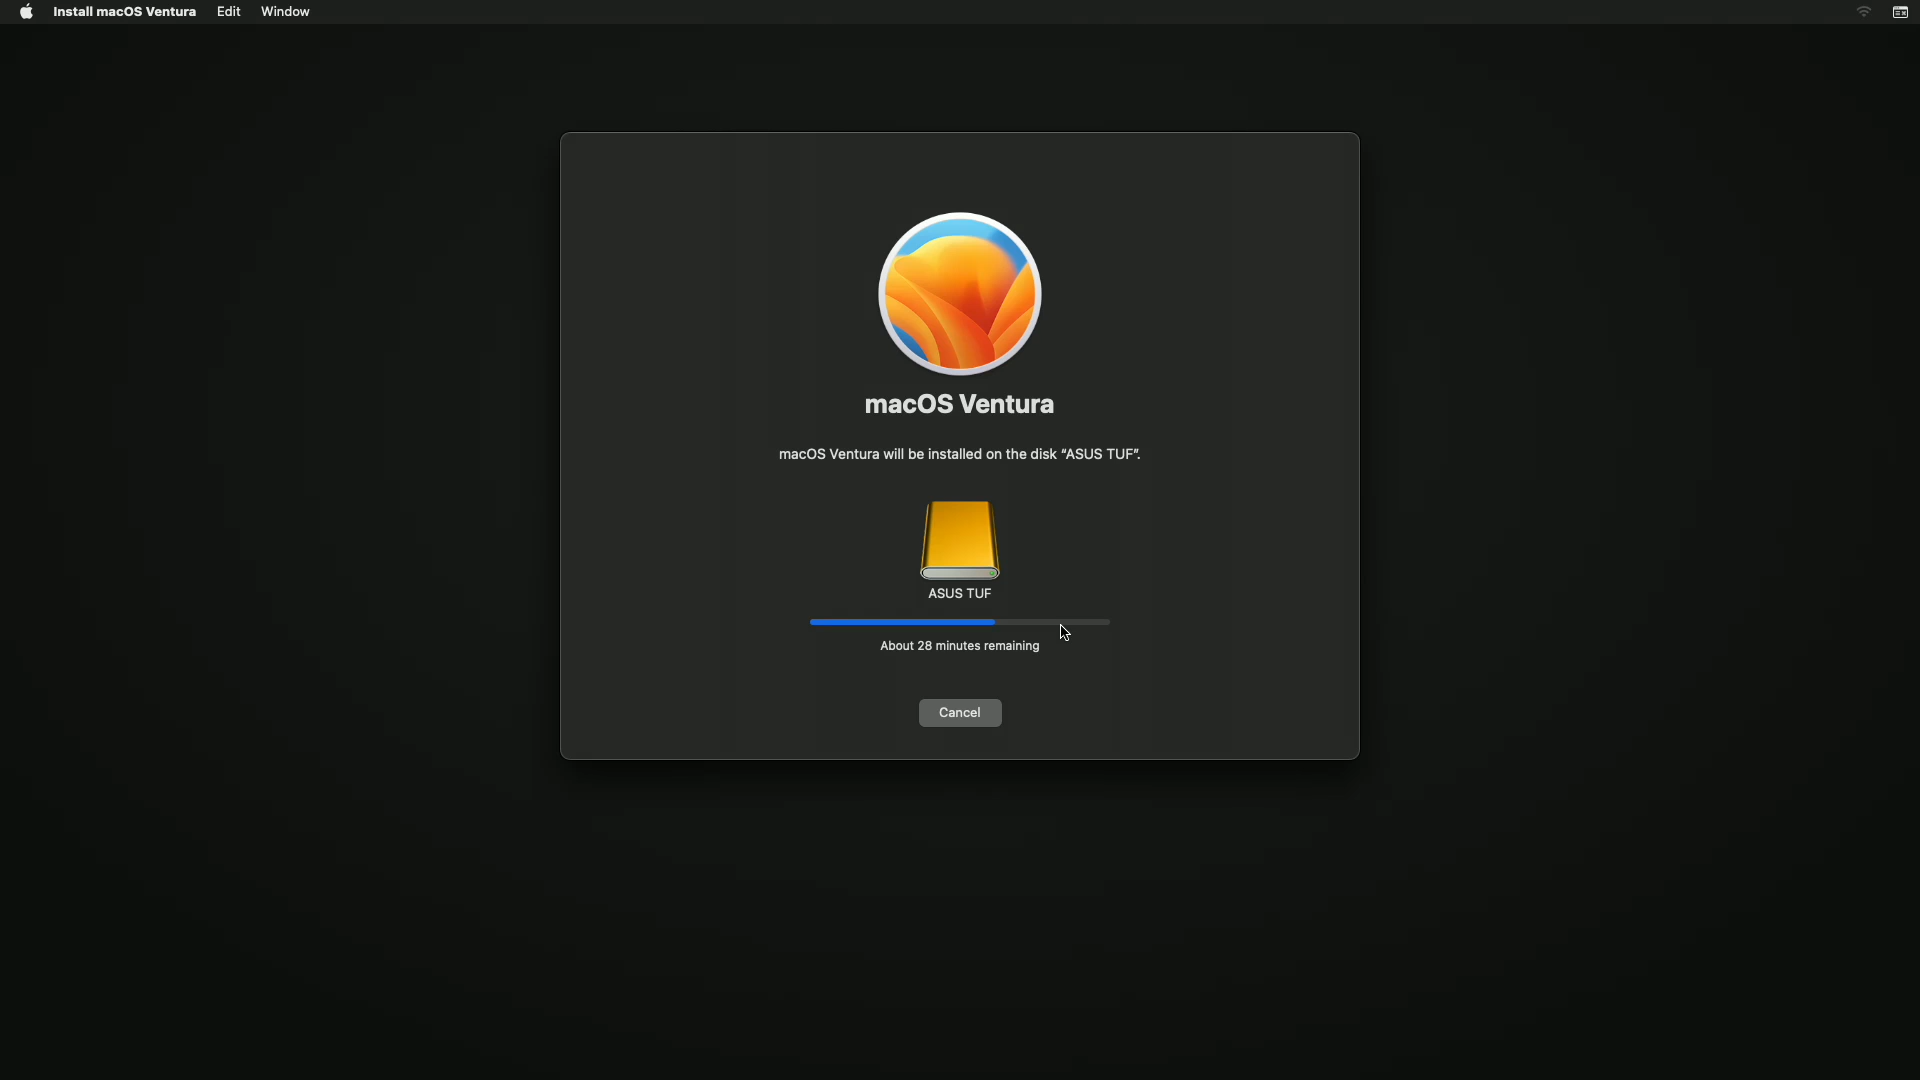 Install macOS Ventura Edit Window
macOS Ventura
macOS Ventura will be installed on the disk “ASUS TUF”.
ASUS TUF
About 28 minutes remaining
Cancel